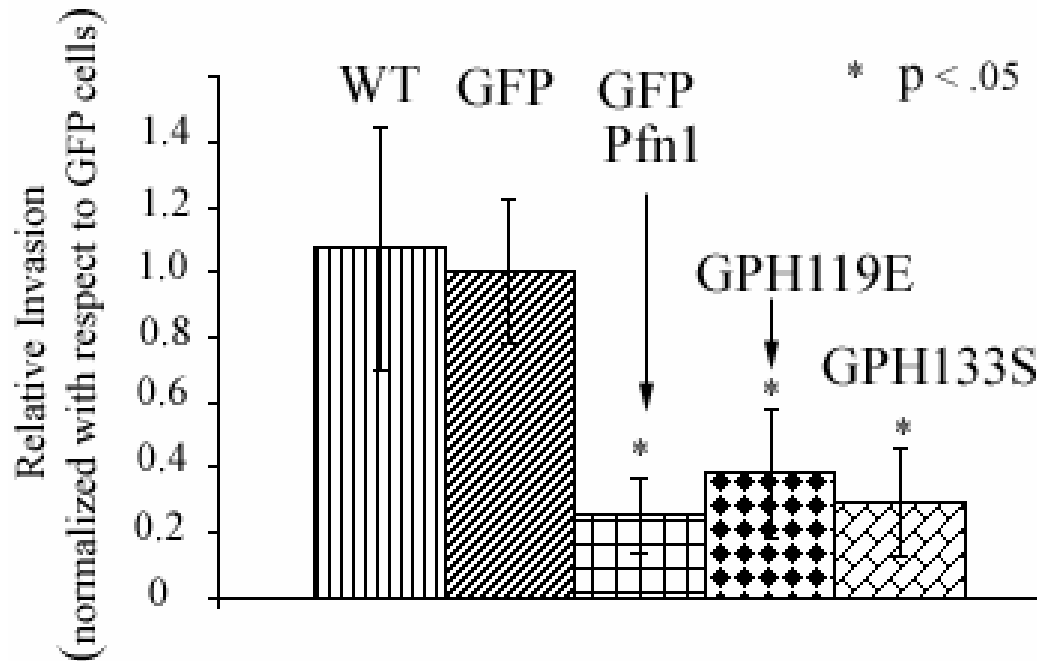 Relative Invasion
(normalized with respect to GFP cells)
1.4
1.2
1.0
0.8
0.6
0.4
0.2
0
WT
GFP
GFP
Pfn1
GPH119E
GPH133S
*
*
*
* p < .05